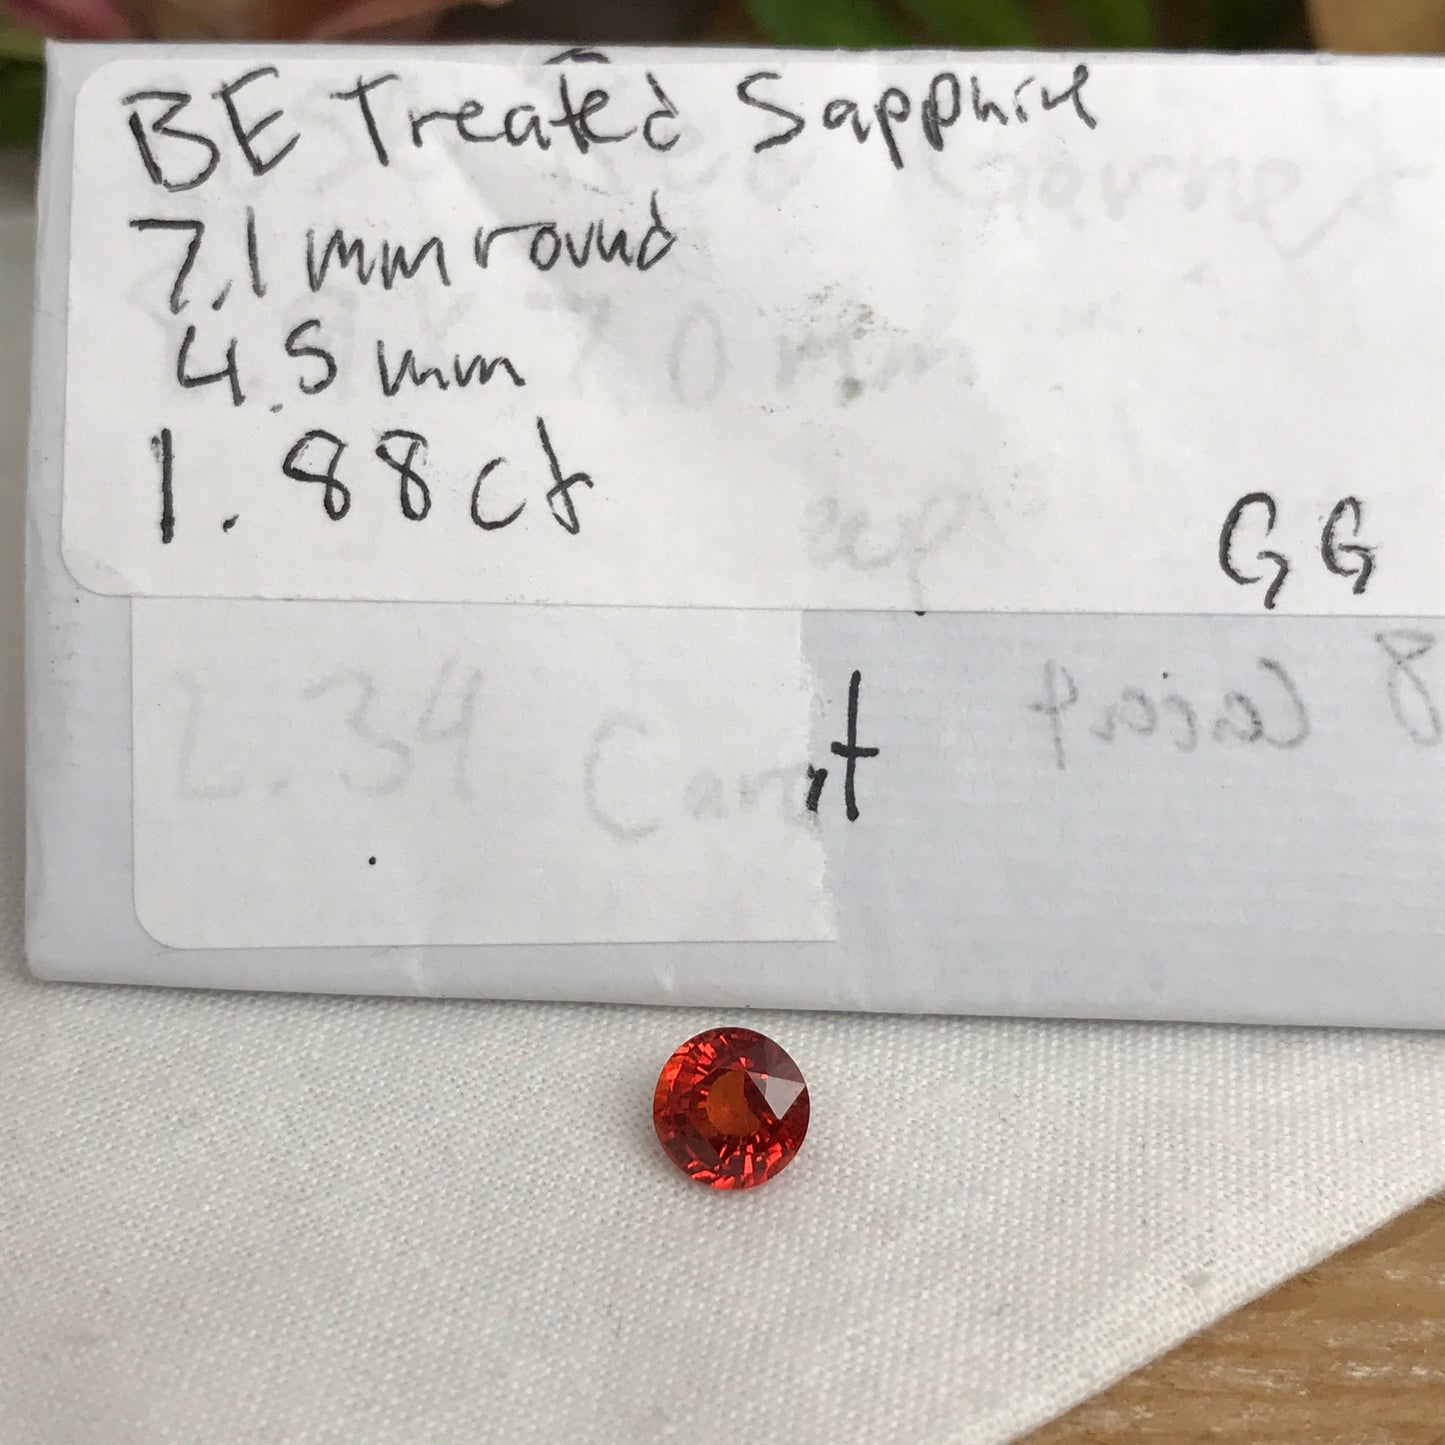 BE Treated Sapphire
7.1 mm round
4.5 mm
1.88 ct
GG
2.34 Carat